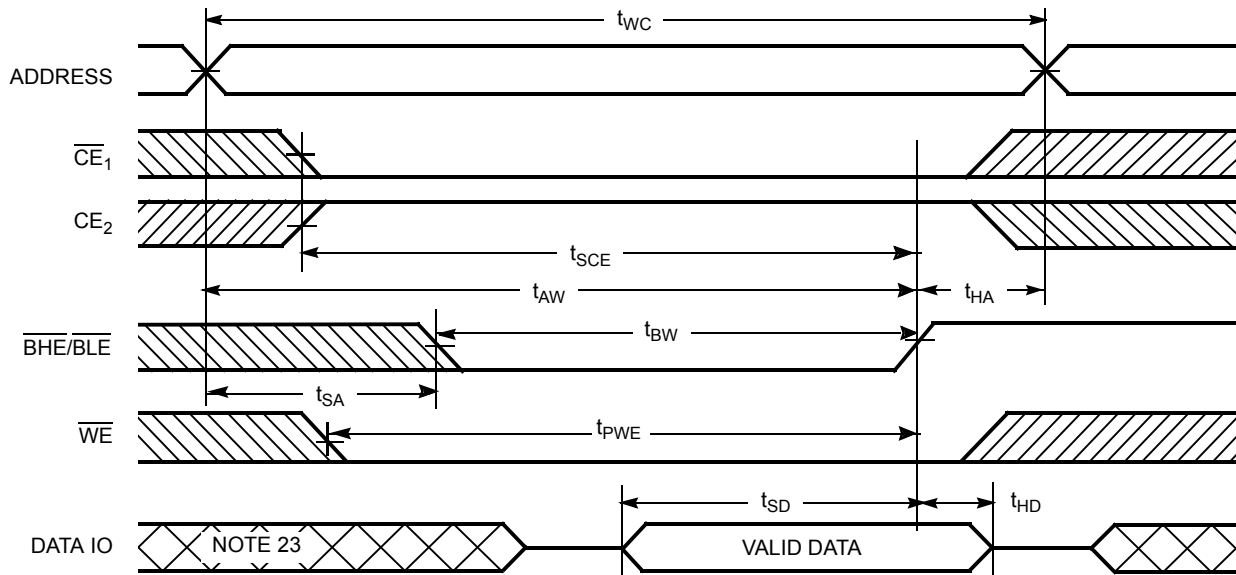 tWC
ADDRESS
CE1
CE2
tSCE
tAW
tHA
BHE/BLE
tBW
tSA
WE
tPWE
tSD
tHD
DATA IO
NOTE 23
VALID DATA